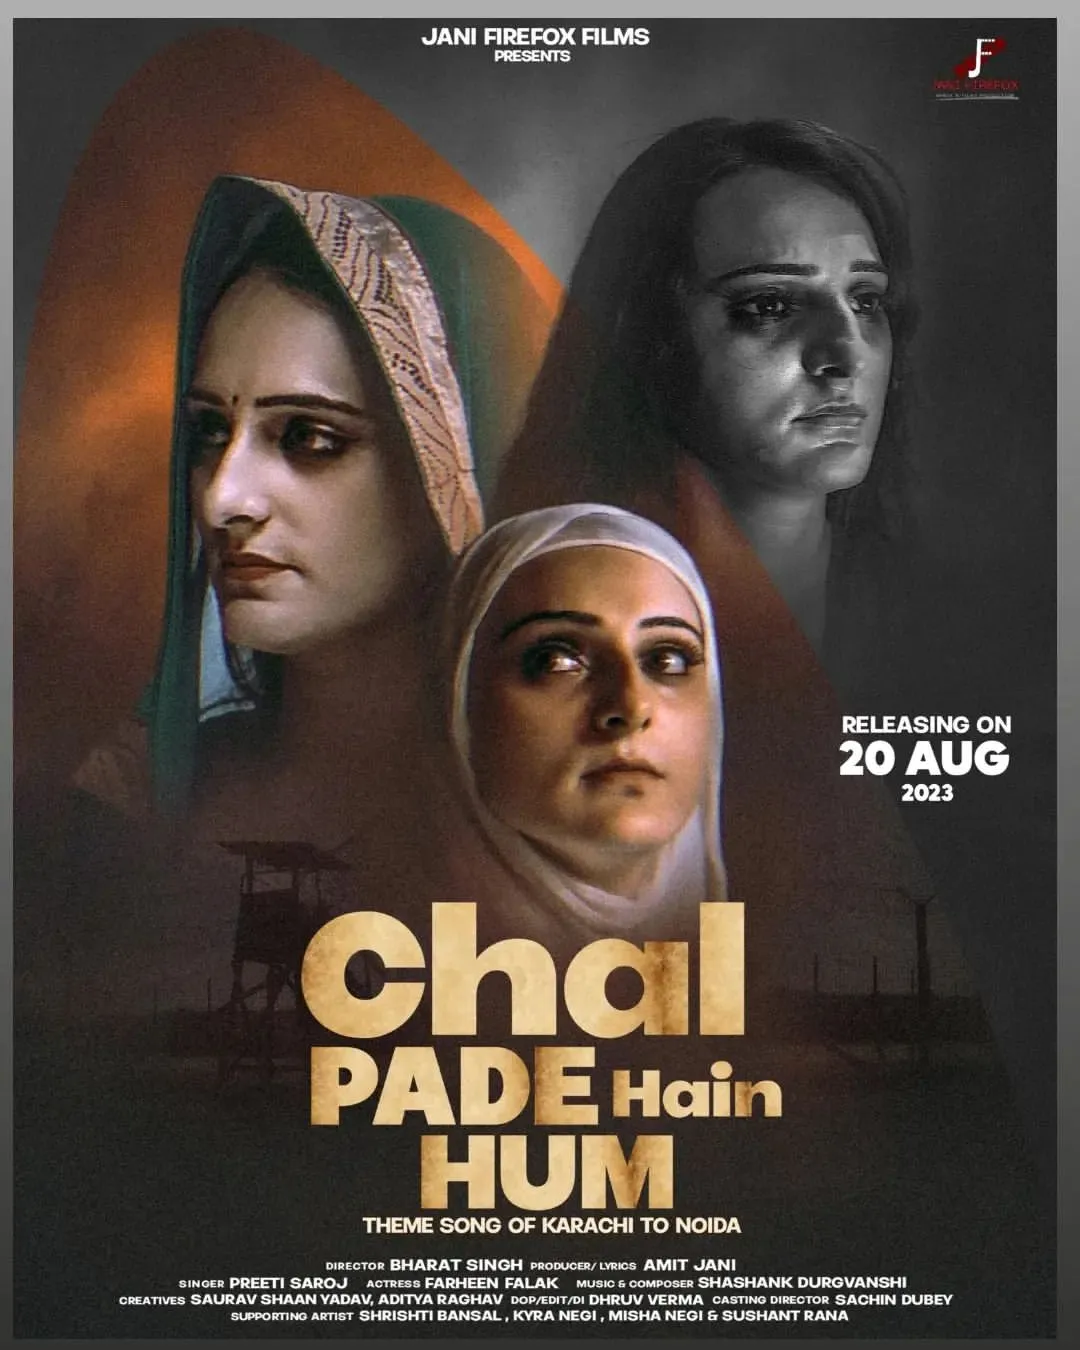 JANI FIREFOX FILMS
PRESENTS
JF
JANI FIREFOX
RELEASING ON
20 AUG
2023
Chal
PADE Hain
HUM
THEME SONG OF KARACHI TO NOIDA
DIRECTOR BHARAT SINGH PRODUCER/ LYRICS AMIT JANI
SINGER PREETI SAROJ ACTRESS FARHEEN FALAK MUSIC & COMPOSER SHASHANK DURGVANSHI
CREATIVES SAURAV SHAAN YADAV, ADITYA RAGHAV DOP/EDIT/DI DHRUV VERMA CASTING DIRECTOR SACHIN DUBEY
SUPPORTING ARTIST SHRISHTI BANSAL , KYRA NEGI , MISHA NEGI & SUSHANT RANA